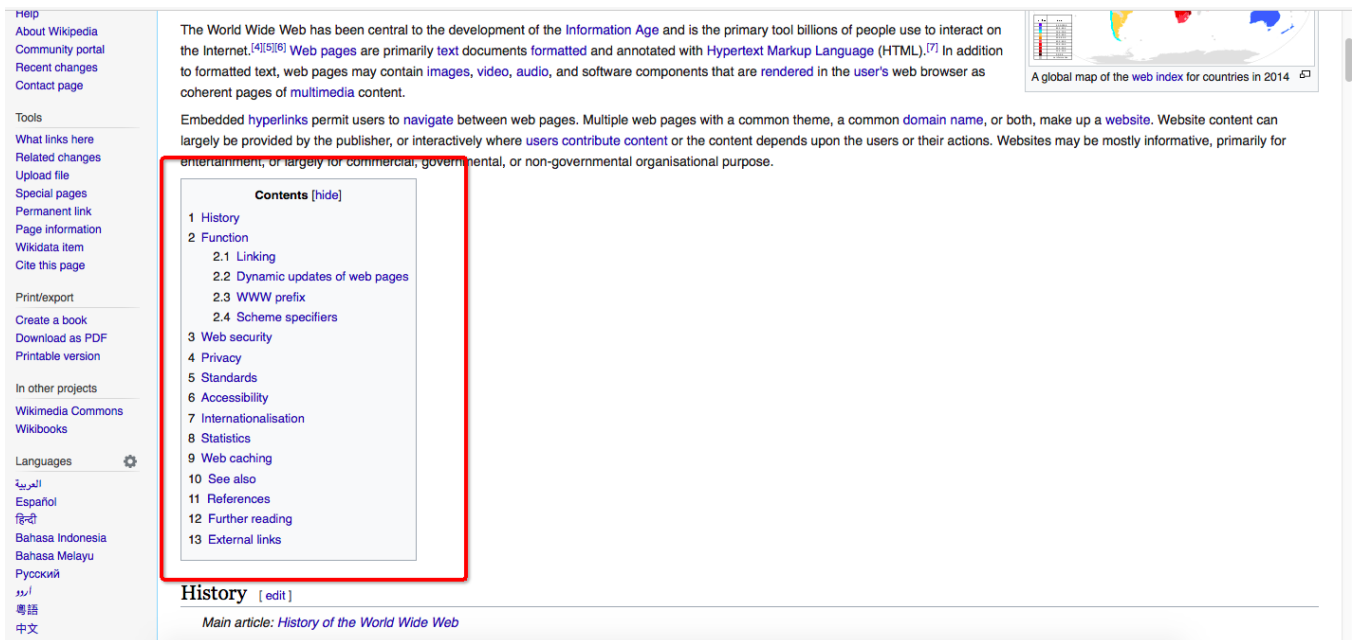 Help
About Wikipedia
Community portal
Recent changes
Contact page
Tools
What links here
Related changes
Upload file
Special pages
Permanent link
Page information
Wikidata item
Cite this page
Print/export
Create a book
Download as PDF
Printable version
In other projects
Wikimedia Commons
Wikibooks
Languages
العربية
Español
हिन्दी
Bahasa Indonesia
Bahasa Melayu
Русский
اردو
粵語
中文
The World Wide Web has been central to the development of the Information Age and is the primary tool billions of people use to interact on
the Internet.[4][5][6] Web pages are primarily text documents formatted and annotated with Hypertext Markup Language (HTML).[7] In addition
to formatted text, web pages may contain images, video, audio, and software components that are rendered in the user's web browser as
coherent pages of multimedia content.
A global map of the web index for countries in 2014
Embedded hyperlinks permit users to navigate between web pages. Multiple web pages with a common theme, a common domain name, or both, make up a website. Website content can
largely be provided by the publisher, or interactively where users contribute content or the content depends upon the users or their actions. Websites may be mostly informative, primarily for
entertainment, or largely for commercial, governmental, or non-governmental organisational purpose.
Contents [hide]
1 History
2 Function
2.1 Linking
2.2 Dynamic updates of web pages
2.3 WWW prefix
2.4 Scheme specifiers
3 Web security
4 Privacy
5 Standards
6 Accessibility
7 Internationalisation
8 Statistics
9 Web caching
10 See also
11 References
12 Further reading
13 External links
History [ edit ]
Main article: History of the World Wide Web